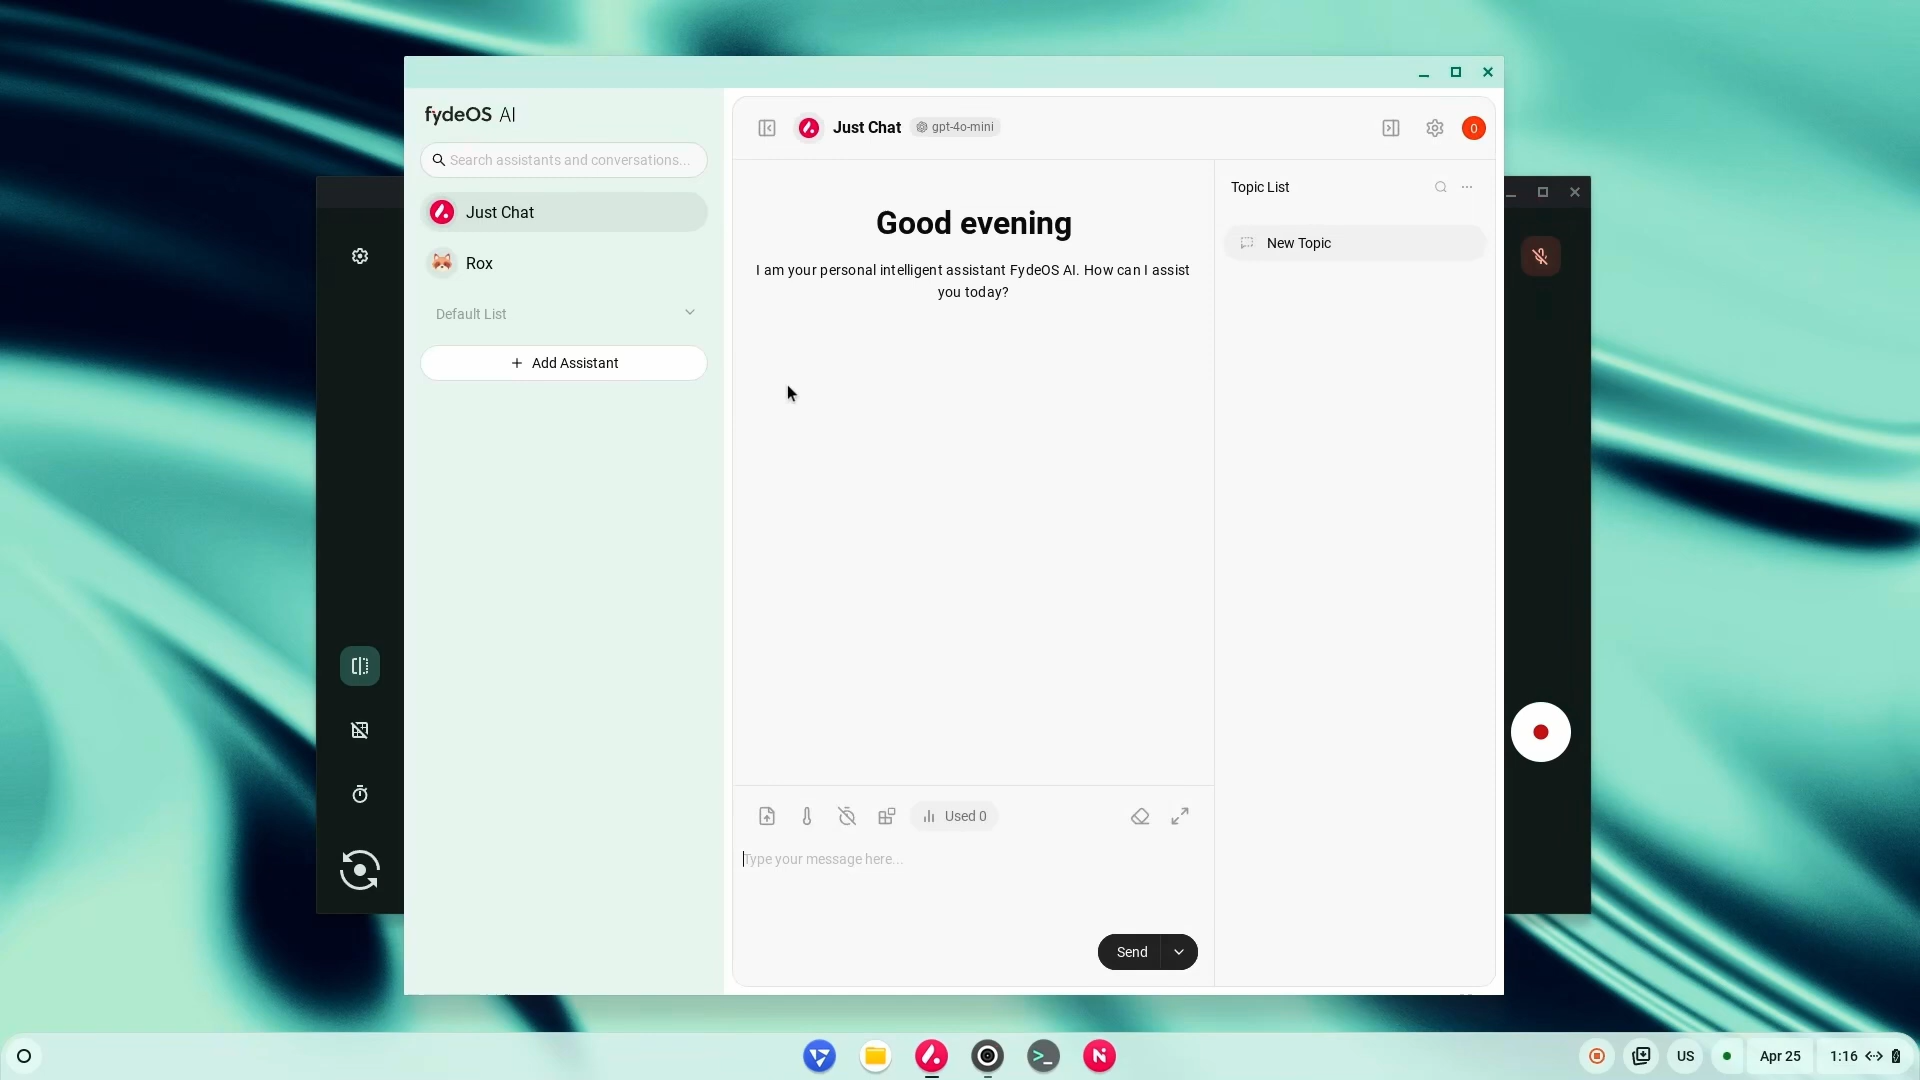 fydeOS AI
Search assistants and conversations...
Just Chat
Rox
Default List
Add Assistant
Just Chat
gpt-4o-mini
0
Good evening
I am your personal intelligent assistant FydeOS AI. How can I assist
you today?
Topic List
New Topic
Used 0
Type your message here...
Send
US
Apr 25
1:16